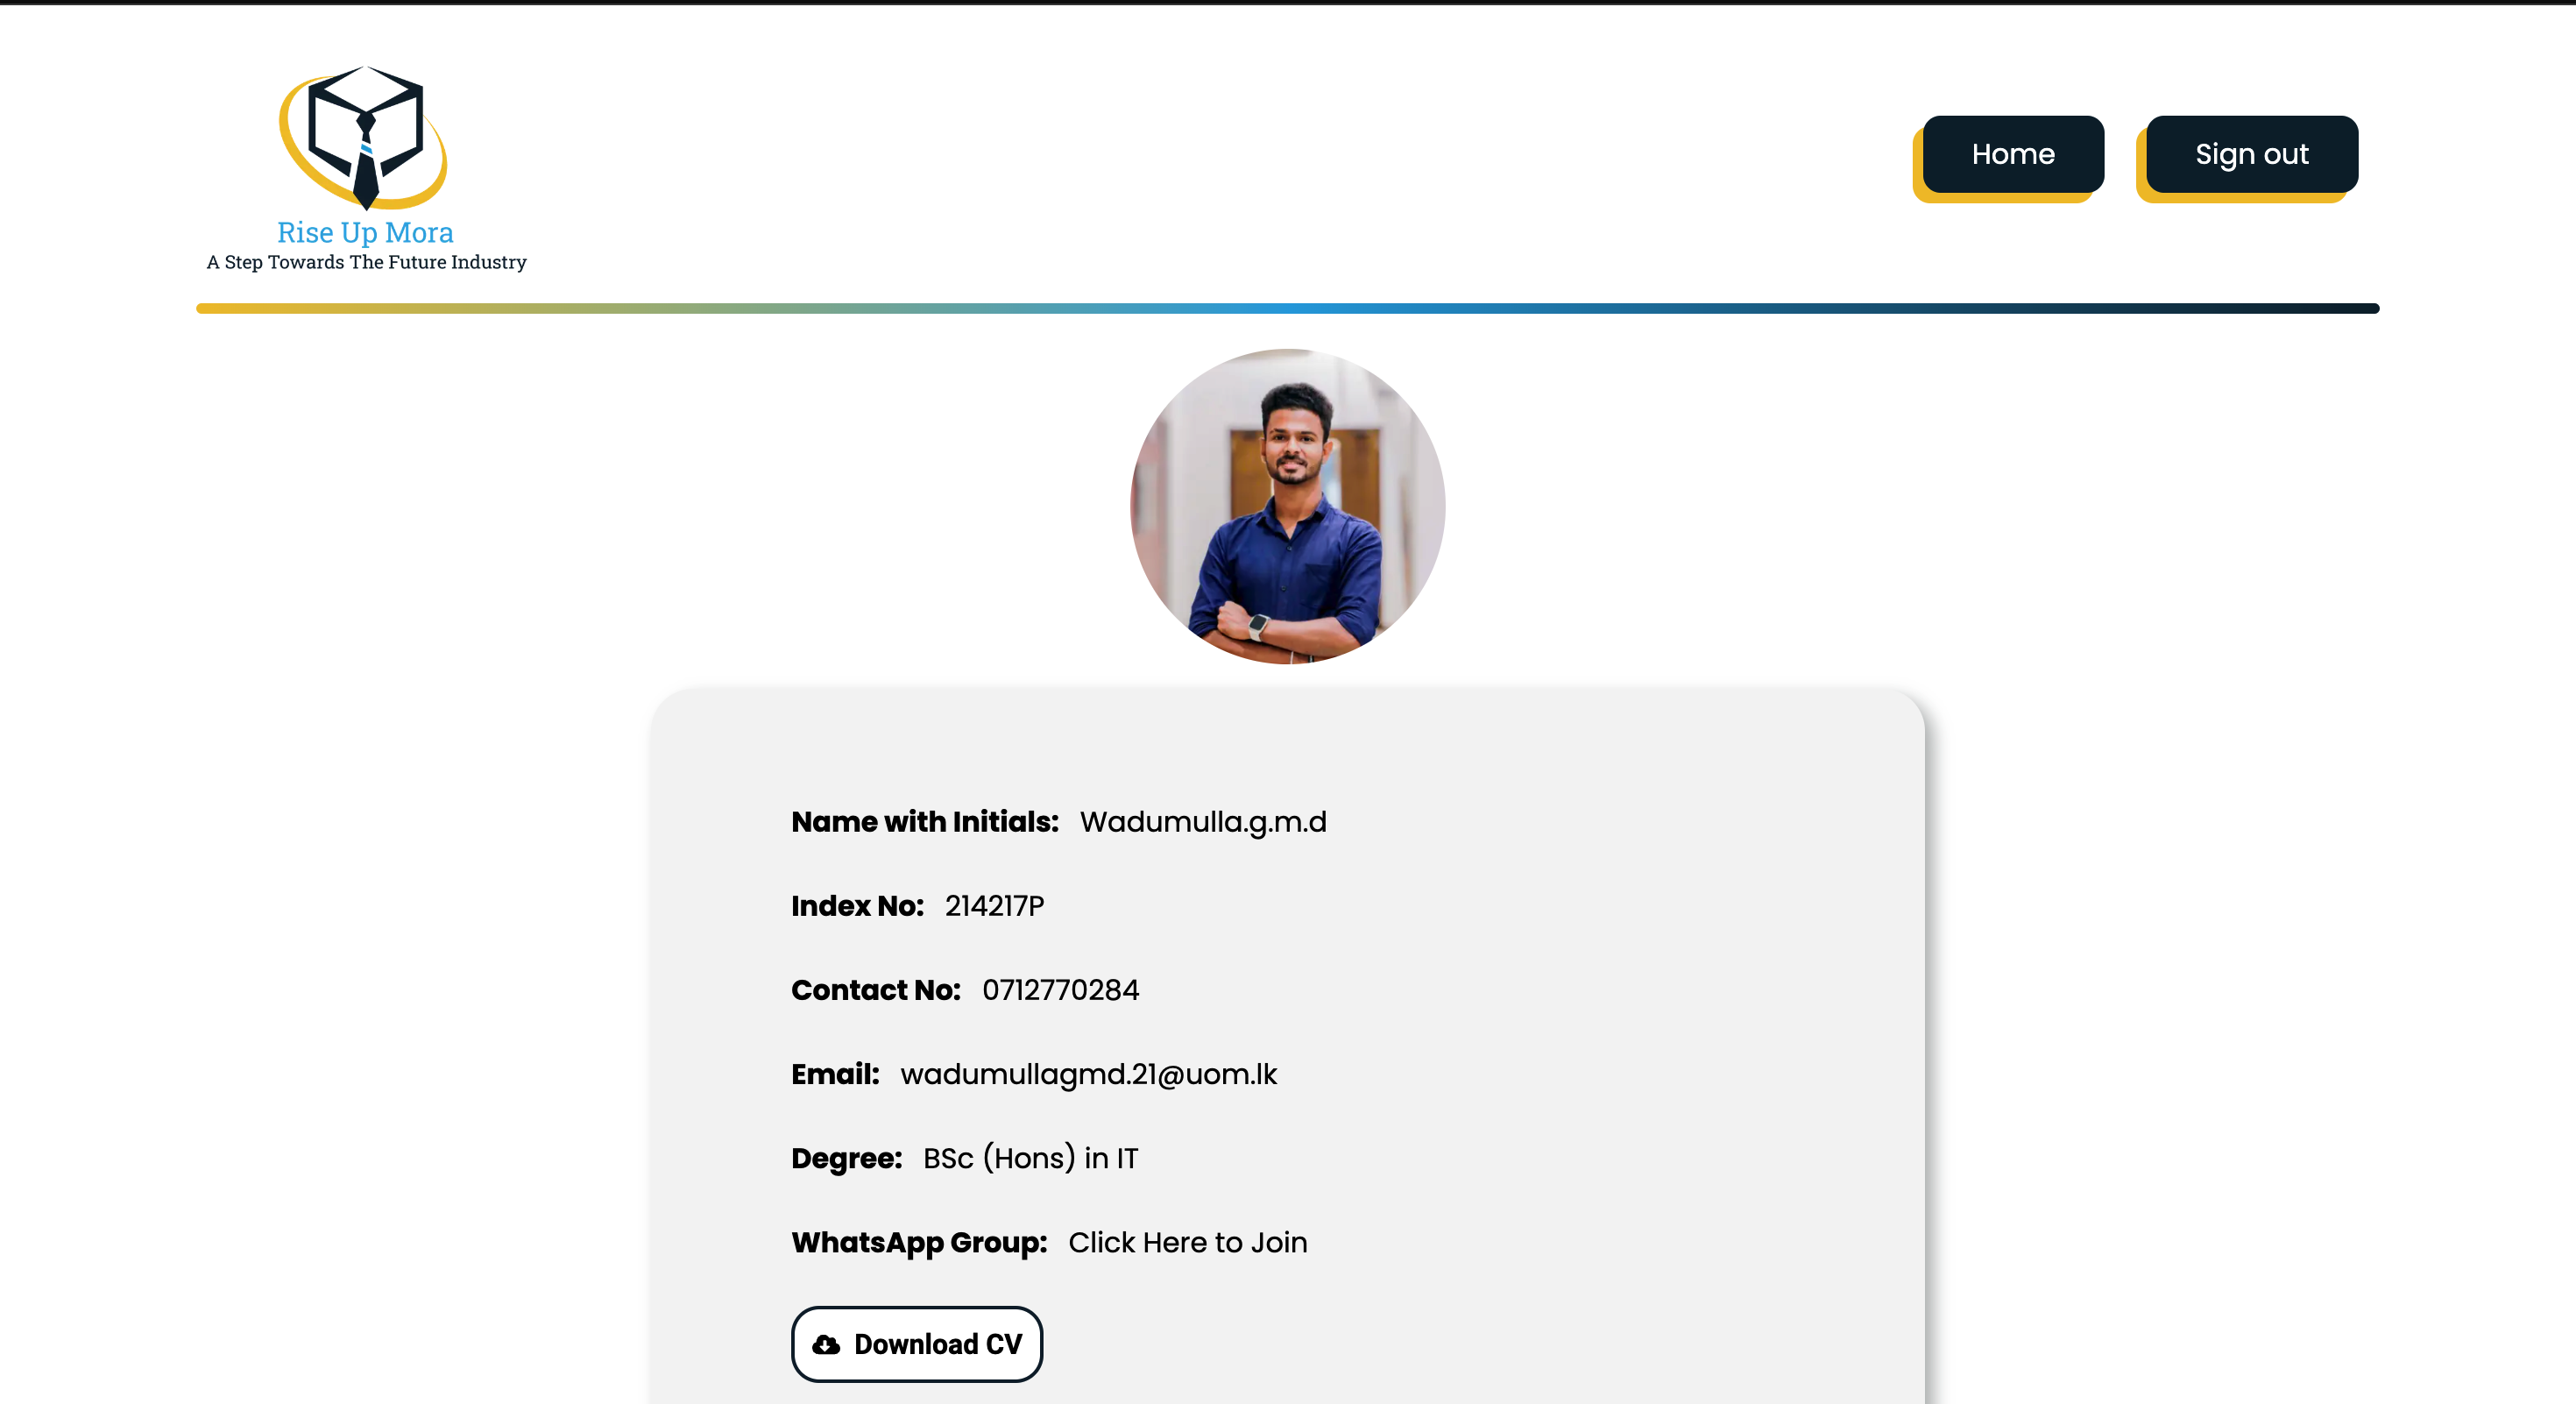 Rise Up Mora
A Step Towards The Future Industry
Home
Sign out
Name with Initials: Wadumulla.g.m.d
Index No: 214217P
Contact No: 0712770284
Email: wadumullagmd.21@uom.lk
Degree: BSc (Hons) in IT
WhatsApp Group: Click Here to Join
Download CV